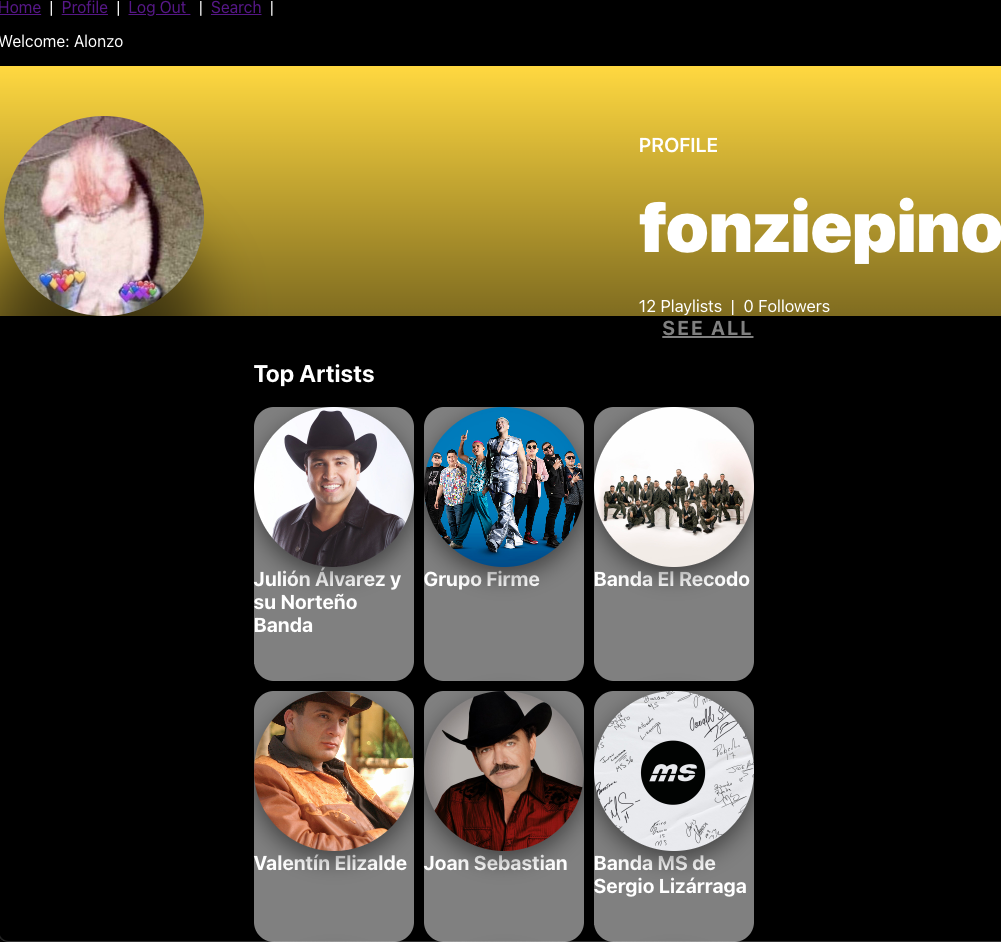 Home | Profile | Log Out | Search |
Welcome: Alonzo
PROFILE
fonziepino
12 Playlists | 0 Followers
SEE ALL
Top Artists
Julión Álvarez y
su Norteño
Banda
Grupo Firme
Banda El Recodo
MS
Valentín Elizalde
Joan Sebastian
Banda MS de
Sergio Lizárraga